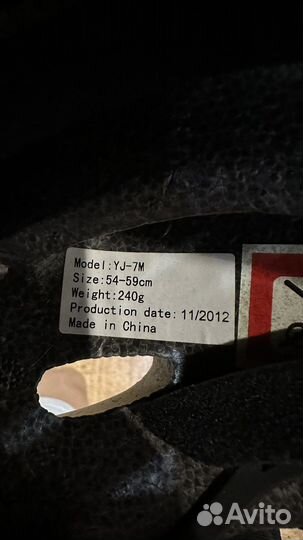 Model:YJ-7M
Size:54-59cm
Weight:240g
Production date:11/2012
Made in China
Avito